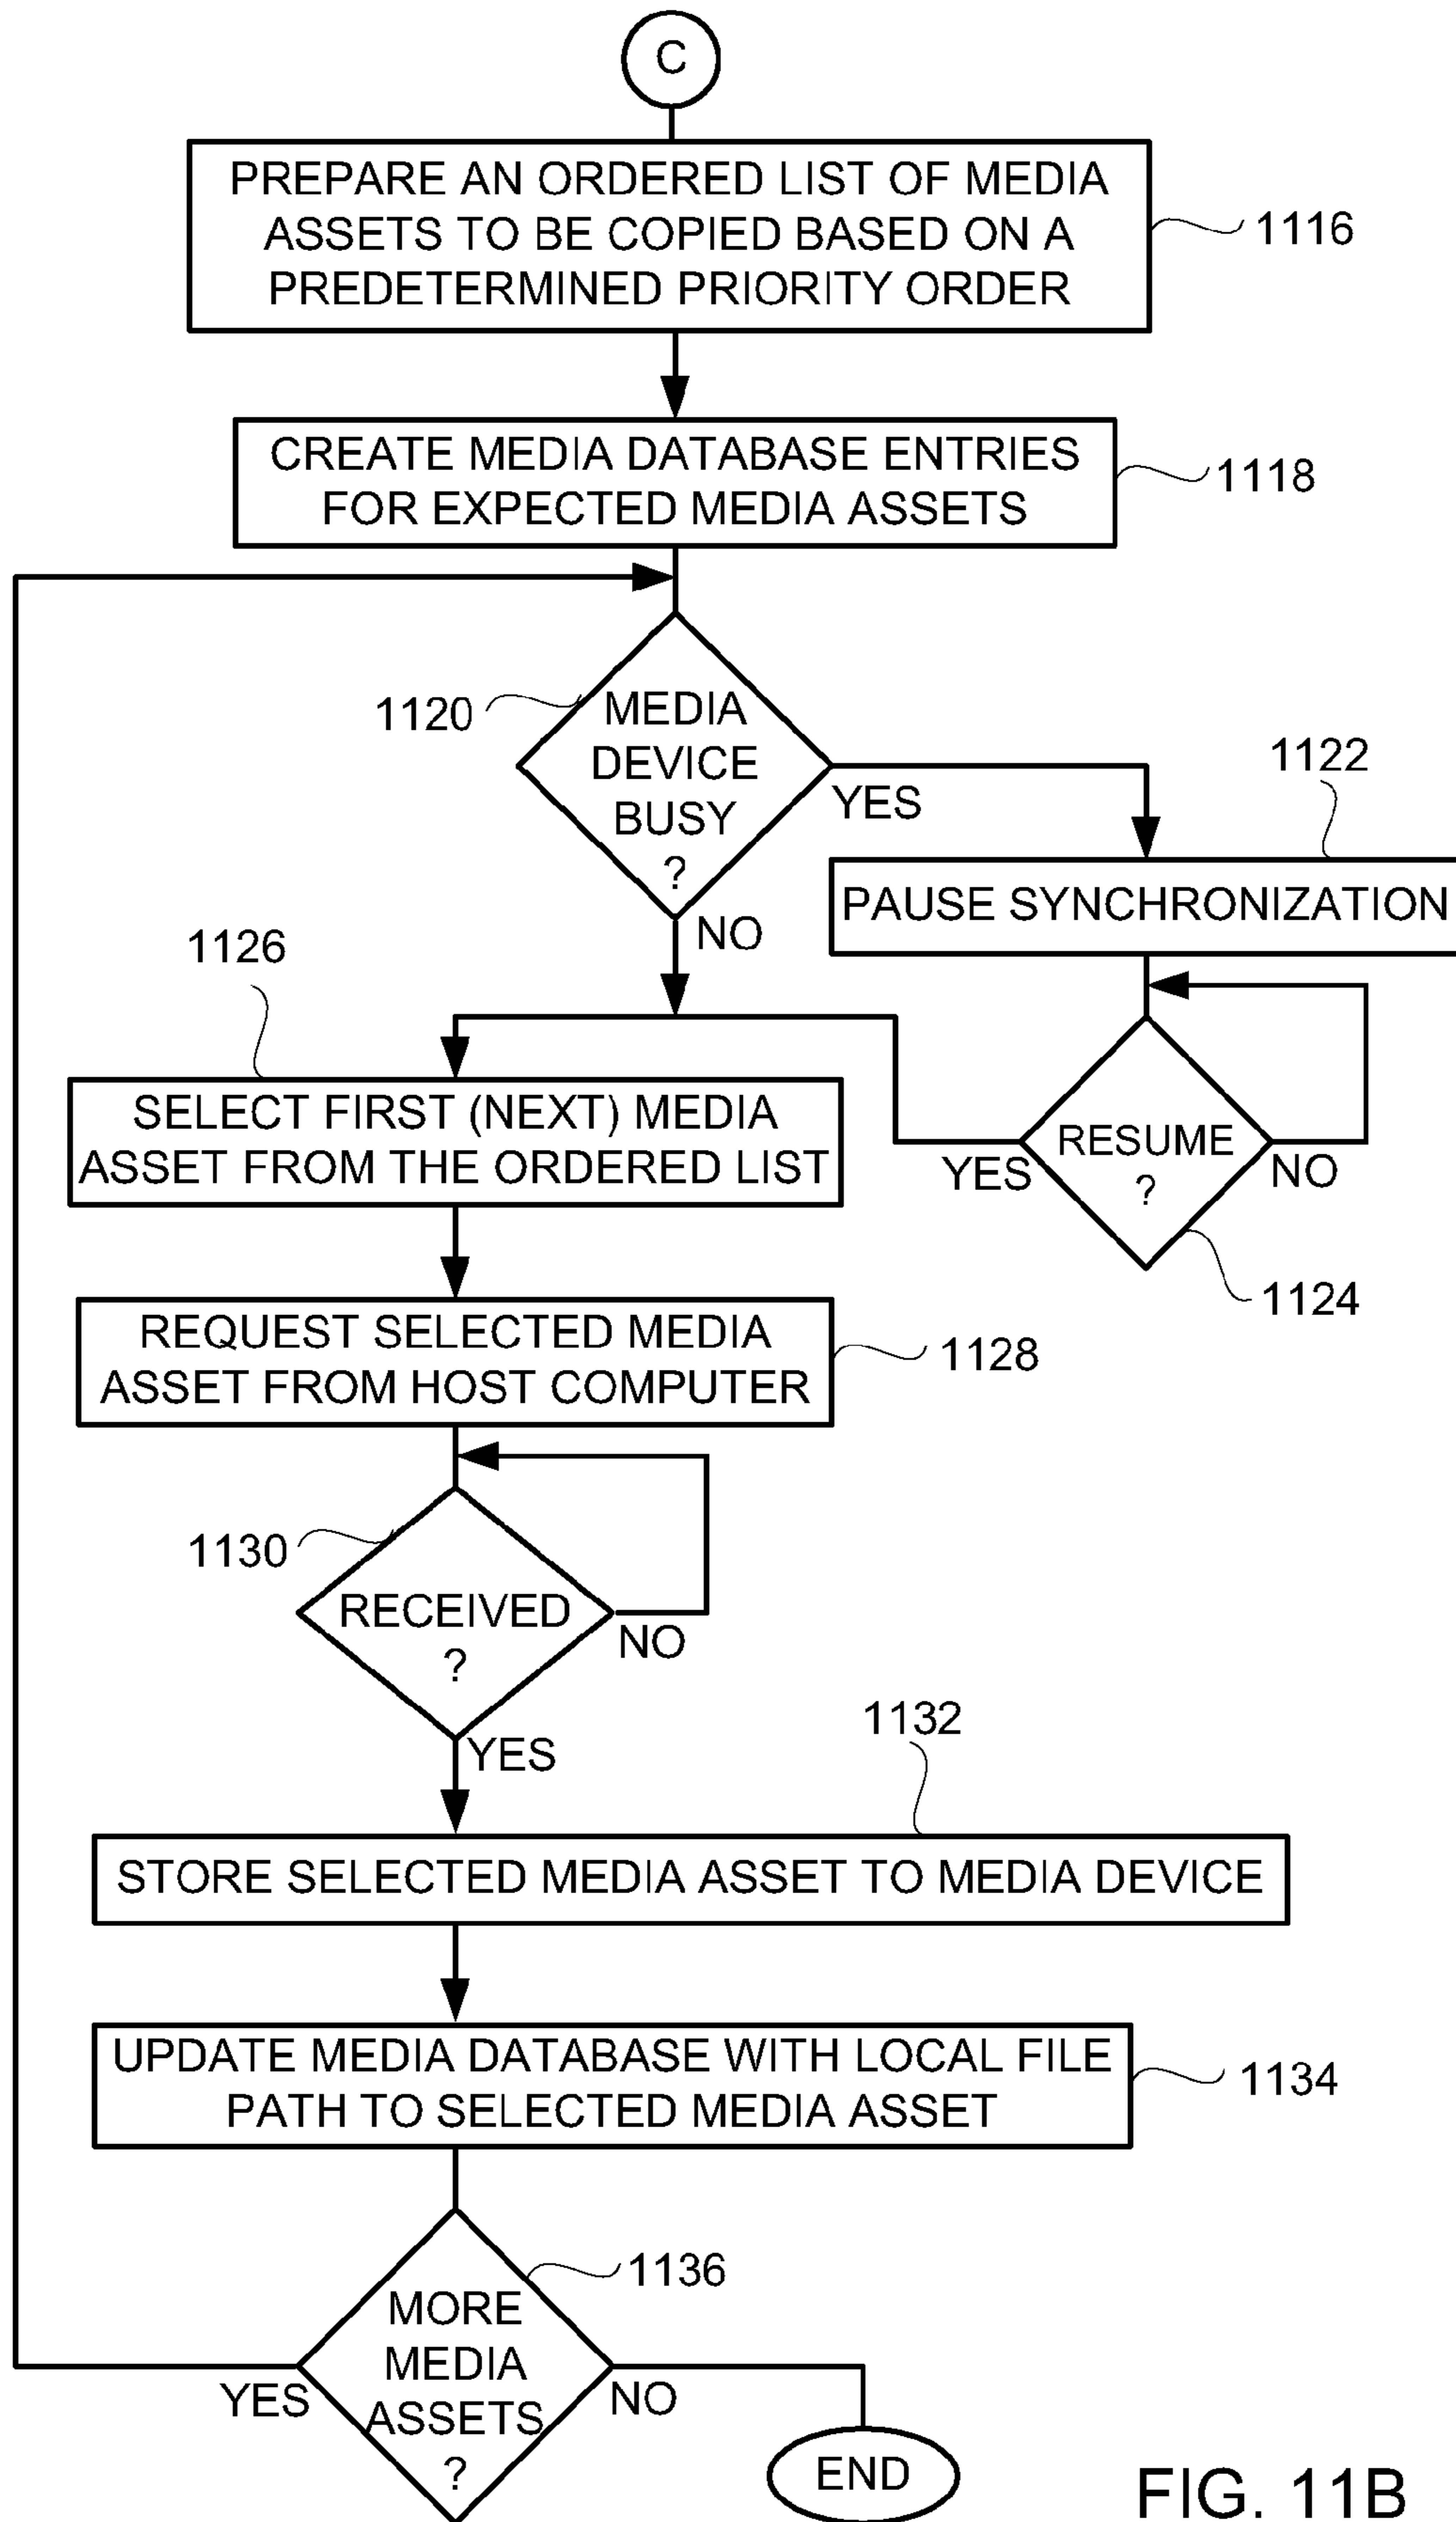 C
PREPARE AN ORDERED LIST OF MEDIA
ASSETS TO BE COPIED BASED ON A
PREDETERMINED PRIORITY ORDER
1116
CREATE MEDIA DATABASE ENTRIES
FOR EXPECTED MEDIA ASSETS
1118
1120
MEDIA
DEVICE
BUSY
?
YES
NO
1122
PAUSE SYNCHRONIZATION
RESUME
?
YES
NO
1124
1126
SELECT FIRST (NEXT) MEDIA
ASSET FROM THE ORDERED LIST
REQUEST SELECTED MEDIA
ASSET FROM HOST COMPUTER
1128
1130
RECEIVED
?
NO
YES
1132
STORE SELECTED MEDIA ASSET TO MEDIA DEVICE
UPDATE MEDIA DATABASE WITH LOCAL FILE
PATH TO SELECTED MEDIA ASSET
1134
1136
MORE
MEDIA
ASSETS
?
YES
NO
END
FIG. 11B